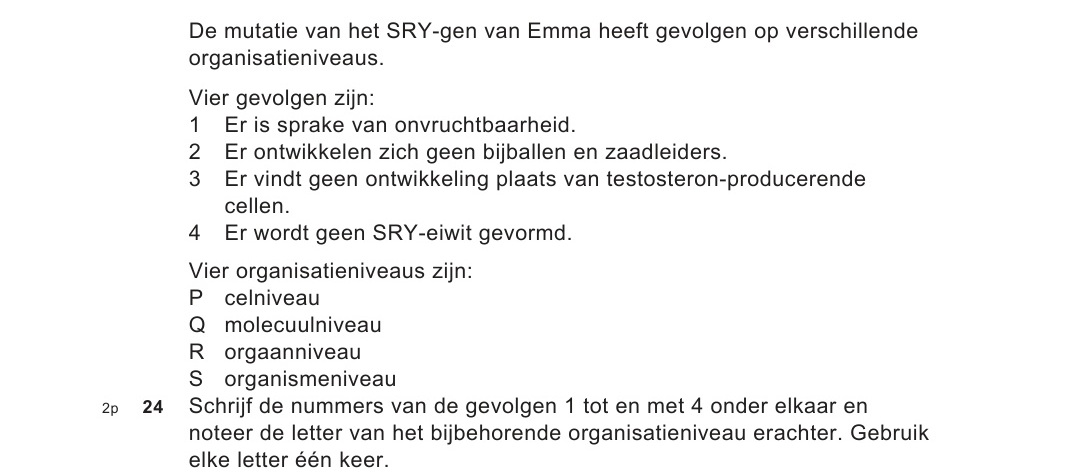 De mutatie van het SRY-gen van Emma heeft gevolgen op verschillende
organisatieniveaus.
Vier gevolgen zijn:
1 Er is sprake van onvruchtbaarheid.
2 Er ontwikkelen zich geen bijballen en zaadleiders.
3 Er vindt geen ontwikkeling plaats van testosteron-producerende
cellen.
4 Er wordt geen SRY-eiwit gevormd.
Vier organisatieniveaus zijn:
P celniveau
Q molecuulniveau
R orgaanniveau
S organismeniveau
2p 24 Schrijf de nummers van de gevolgen 1 tot en met 4 onder elkaar en
noteer de letter van het bijbehorende organisatieniveau erachter. Gebruik
elke letter één keer.